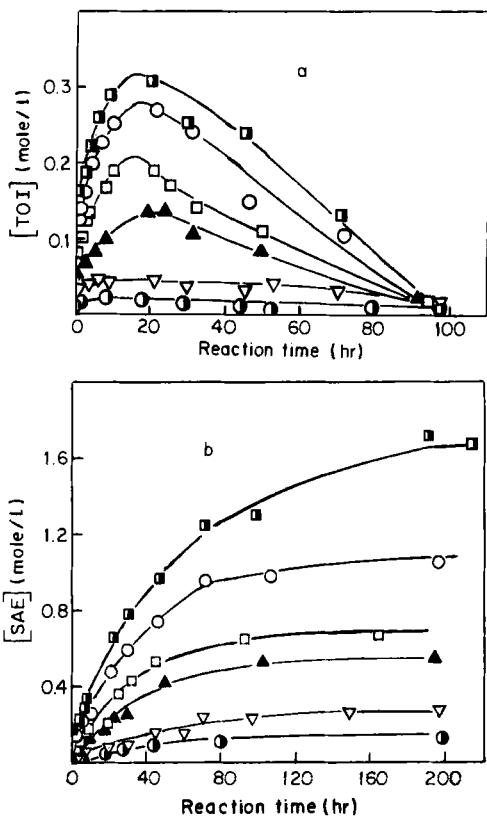 a
0.3
0.2
0.1
0
[TOI] (mole/l)
0 20 40 60 80 100
Reaction time (hr)
b
1.6
1.2
0.8
0.4
[SAE] (mole/l)
0 40 80 120 160 200
Reaction time (hr)